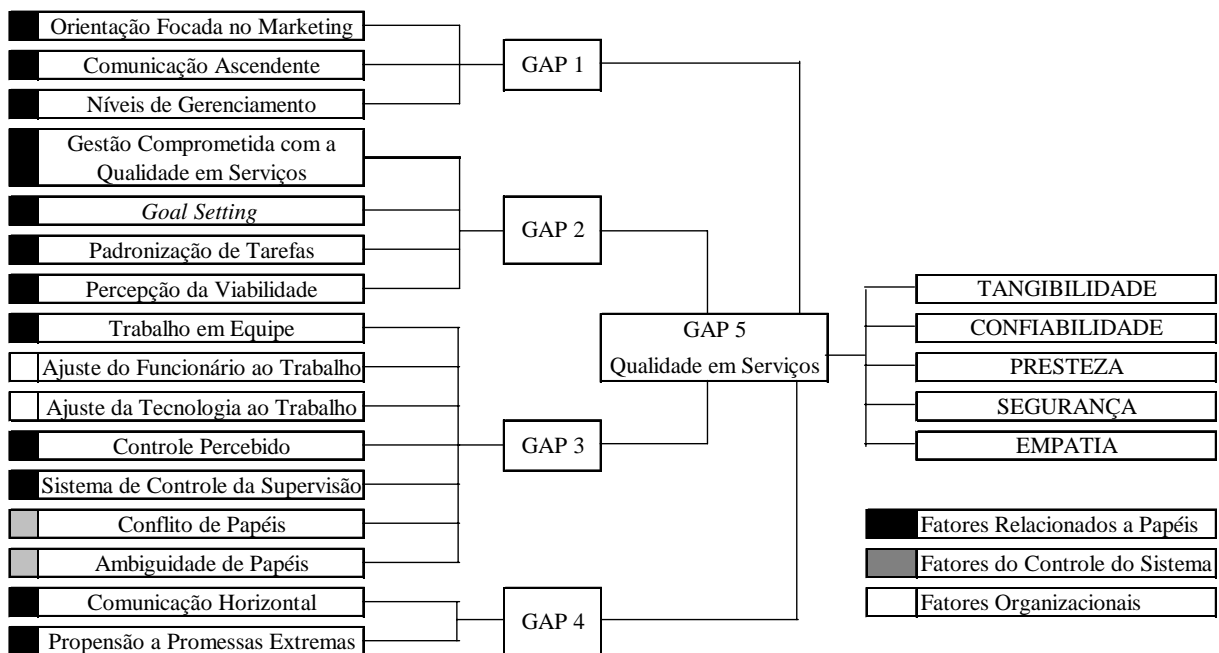 Orientação Focada no Marketing
Comunicação Ascendente
Níveis de Gerenciamento
Gestão Comprometida com a
Qualidade em Serviços
Goal Setting
Padronização de Tarefas
Percepção da Viabilidade
Trabalho em Equipe
Ajuste do Funcionário ao Trabalho
Ajuste da Tecnologia ao Trabalho
Controle Percebido
Sistema de Controle da Supervisão
Conflito de Papéis
Ambiguidade de Papéis
Comunicação Horizontal
Propensão a Promessas Extremas
GAP 1
GAP 2
GAP 3
GAP 4
GAP 5
Qualidade em Serviços
TANGIBILIDADE
CONFIABILIDADE
PRESTEZA
SEGURANÇA
EMPATIA
Fatores Relacionados a Papéis
Fatores do Controle do Sistema
Fatores Organizacionais